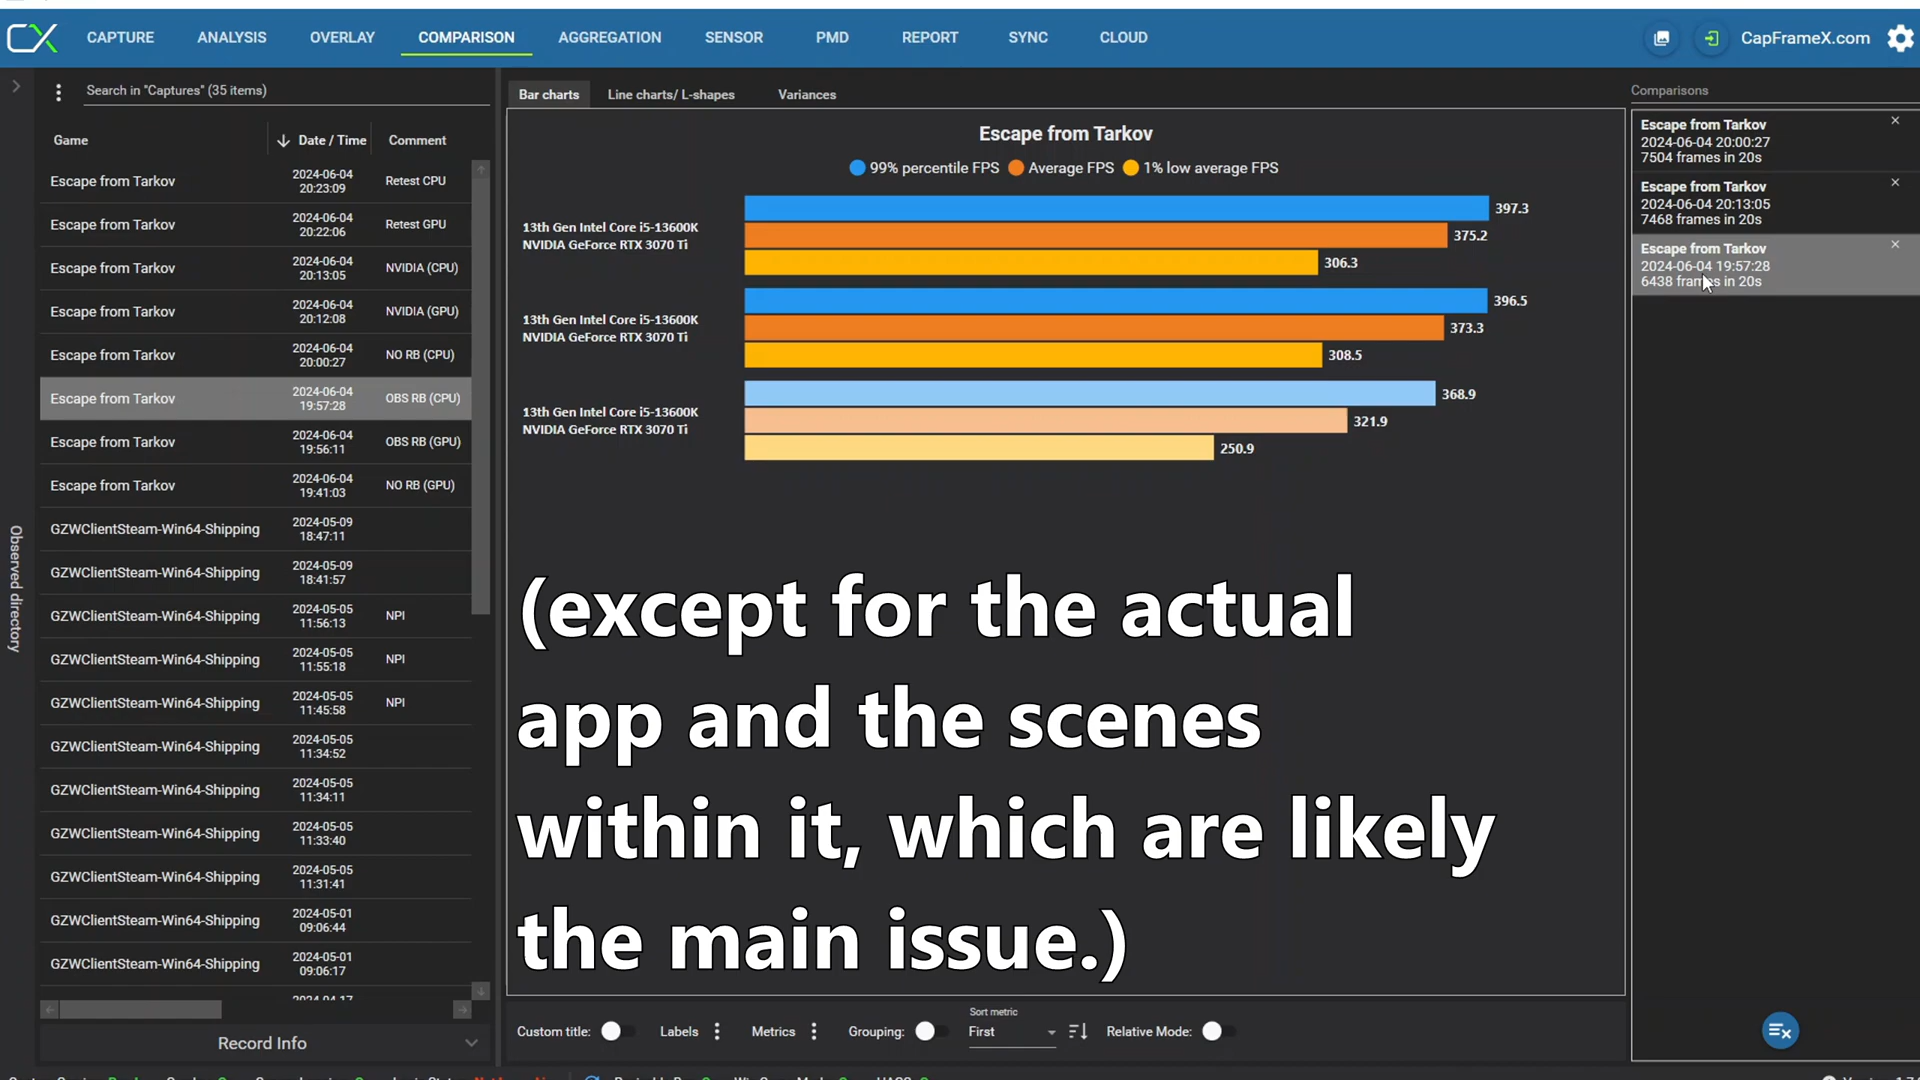 CX CAPTURE ANALYSIS OVERLAY COMPARISON AGGREGATION SENSOR PMD REPORT SYNC CLOUD CapFrameX.com
Search in "Captures" (35 items)
Game Date / Time Comment
Escape from Tarkov 2024-06-04 20:23:09 Retest CPU
Escape from Tarkov 2024-06-04 20:22:06 Retest GPU
Escape from Tarkov 2024-06-04 20:13:05 NVIDIA (CPU)
Escape from Tarkov 2024-06-04 20:12:08 NVIDIA (GPU)
Escape from Tarkov 2024-06-04 20:00:27 NO RB (CPU)
Escape from Tarkov 2024-06-04 19:57:28 OBS RB (CPU)
Escape from Tarkov 2024-06-04 19:56:11 OBS RB (GPU)
Escape from Tarkov 2024-06-04 19:41:03 NO RB (GPU)
GZWClientSteam-Win64-Shipping 2024-05-09 18:47:11
GZWClientSteam-Win64-Shipping 2024-05-09 18:41:57
GZWClientSteam-Win64-Shipping 2024-05-05 11:56:13 NPI
GZWClientSteam-Win64-Shipping 2024-05-05 11:55:18 NPI
GZWClientSteam-Win64-Shipping 2024-05-05 11:45:58 NPI
GZWClientSteam-Win64-Shipping 2024-05-05 11:34:52
GZWClientSteam-Win64-Shipping 2024-05-05 11:34:11
GZWClientSteam-Win64-Shipping 2024-05-05 11:33:40
GZWClientSteam-Win64-Shipping 2024-05-05 11:31:41
GZWClientSteam-Win64-Shipping 2024-05-01 09:06:44
GZWClientSteam-Win64-Shipping 2024-05-01 09:06:17
Record Info
Observed directory
Bar charts Line charts/ L-shapes Variances
Escape from Tarkov
99% percentile FPS Average FPS 1% low average FPS
13th Gen Intel Core i5-13600K
NVIDIA GeForce RTX 3070 Ti
397.3
375.2
306.3
13th Gen Intel Core i5-13600K
NVIDIA GeForce RTX 3070 Ti
396.5
373.3
308.5
13th Gen Intel Core i5-13600K
NVIDIA GeForce RTX 3070 Ti
368.9
321.9
250.9
(except for the actual
app and the scenes
within it, which are likely
the main issue.)
Custom title: Labels Metrics Grouping: Sort metric First Relative Mode:
Comparisons
Escape from Tarkov
2024-06-04 20:00:27
7504 frames in 20s
Escape from Tarkov
2024-06-04 20:13:05
7468 frames in 20s
Escape from Tarkov
2024-06-04 19:57:28
6438 frames in 20s